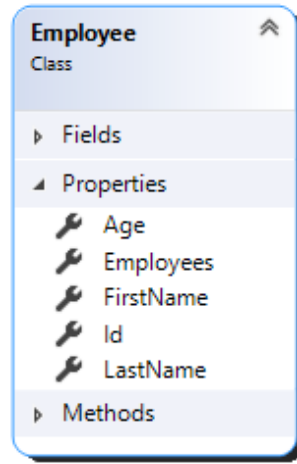 Employee
Class
Fields
Properties
Age
Employees
FirstName
Id
LastName
Methods